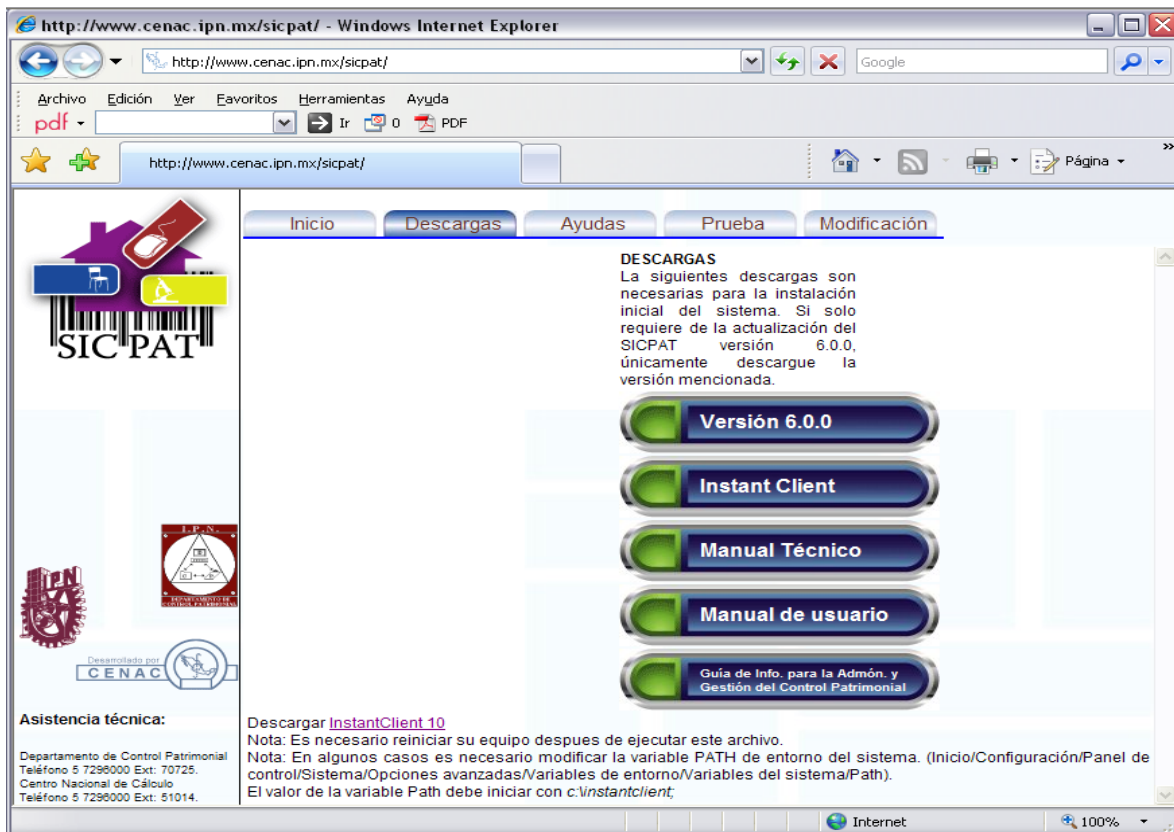 http://www.cenac.ipn.mx/sicpat/ - Windows Internet Explorer
http://www.cenac.ipn.mx/sicpat/
Google
Archivo Edición Ver Favoritos Herramientas Ayuda
pdf Ir 0 PDF
http://www.cenac.ipn.mx/sicpat/
Página
Inicio Descargas Ayudas Prueba Modificación
SICPAT
DESCARGAS
La siguientes descargas son
necesarias para la instalación
inicial del sistema. Si solo
requiere de la actualización del
SICPAT versión 6.0.0,
únicamente descargue la
versión mencionada.
Versión 6.0.0
Instant Client
Manual Técnico
Manual de usuario
Guía de Info. para la Admón. y
Gestión del Control Patrimonial
I.P.N.
DEPARTAMENTO DE
CONTROL PATRIMONIAL
IPN
Desarrollado por
CENAC
Asistencia técnica:
Departamento de Control Patrimonial
Teléfono 5 7296000 Ext: 70725.
Centro Nacional de Cálculo
Teléfono 5 7296000 Ext: 51014.
Descargar InstantClient 10
Nota: Es necesario reiniciar su equipo despues de ejecutar este archivo.
Nota: En algunos casos es necesario modificar la variable PATH de entorno del sistema. (Inicio/Configuración/Panel de
control/Sistema/Opciones avanzadas/Variables de entorno/Variables del sistema/Path).
El valor de la variable Path debe iniciar con c:\instantclient;
Internet 100%